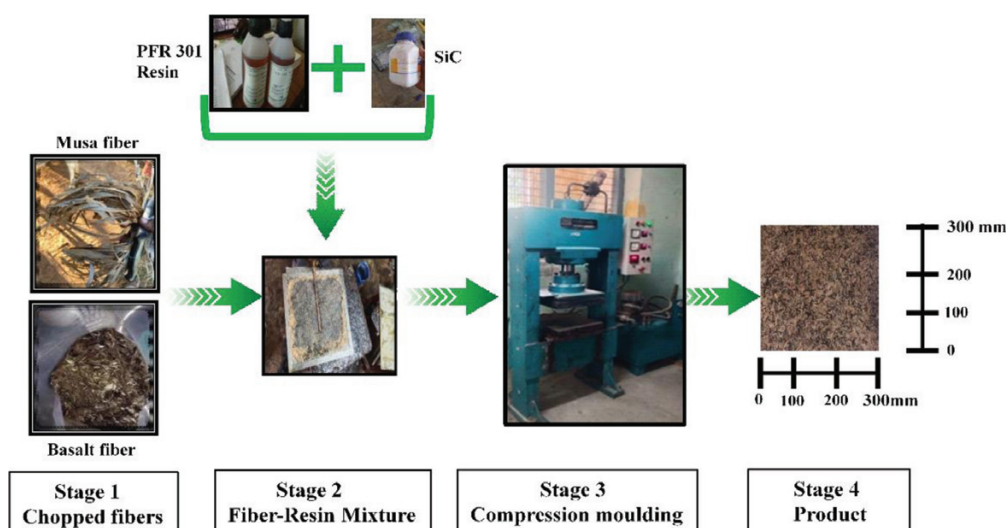 PFR 301
Resin
SiC
Musa fiber
Basalt fiber
300 mm
200
100
0
0 100 200 300mm
Stage 1
Chopped fibers
Stage 2
Fiber-Resin Mixture
Stage 3
Compression moulding
Stage 4
Product